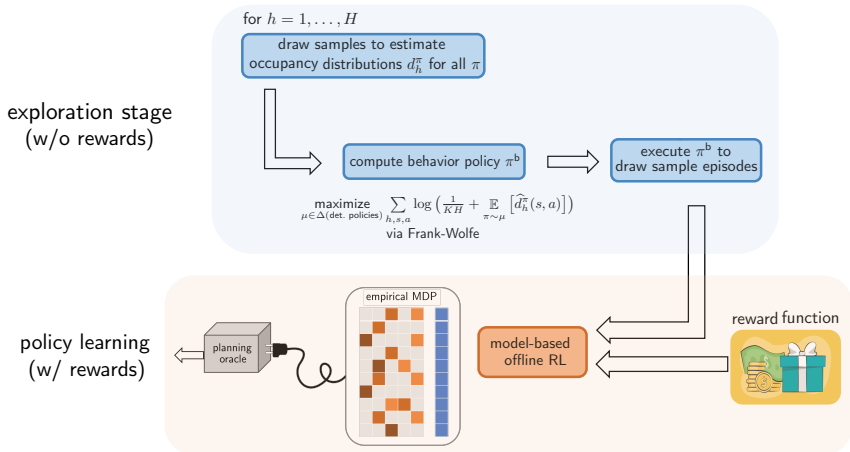 for h = 1, . . . , H
draw samples to estimate
occupancy distributions d_h^π for all π
exploration stage
(w/o rewards)
compute behavior policy π^b
execute π^b to
draw sample episodes
maximize_{μ∈Δ(det. policies)} ∑_{h,s,a} log ( 1/KH + 𝔼_{π∼μ} [ d̂_h^π(s, a) ] )
via Frank-Wolfe
policy learning
(w/ rewards)
planning
oracle
empirical MDP
model-based
offline RL
reward function